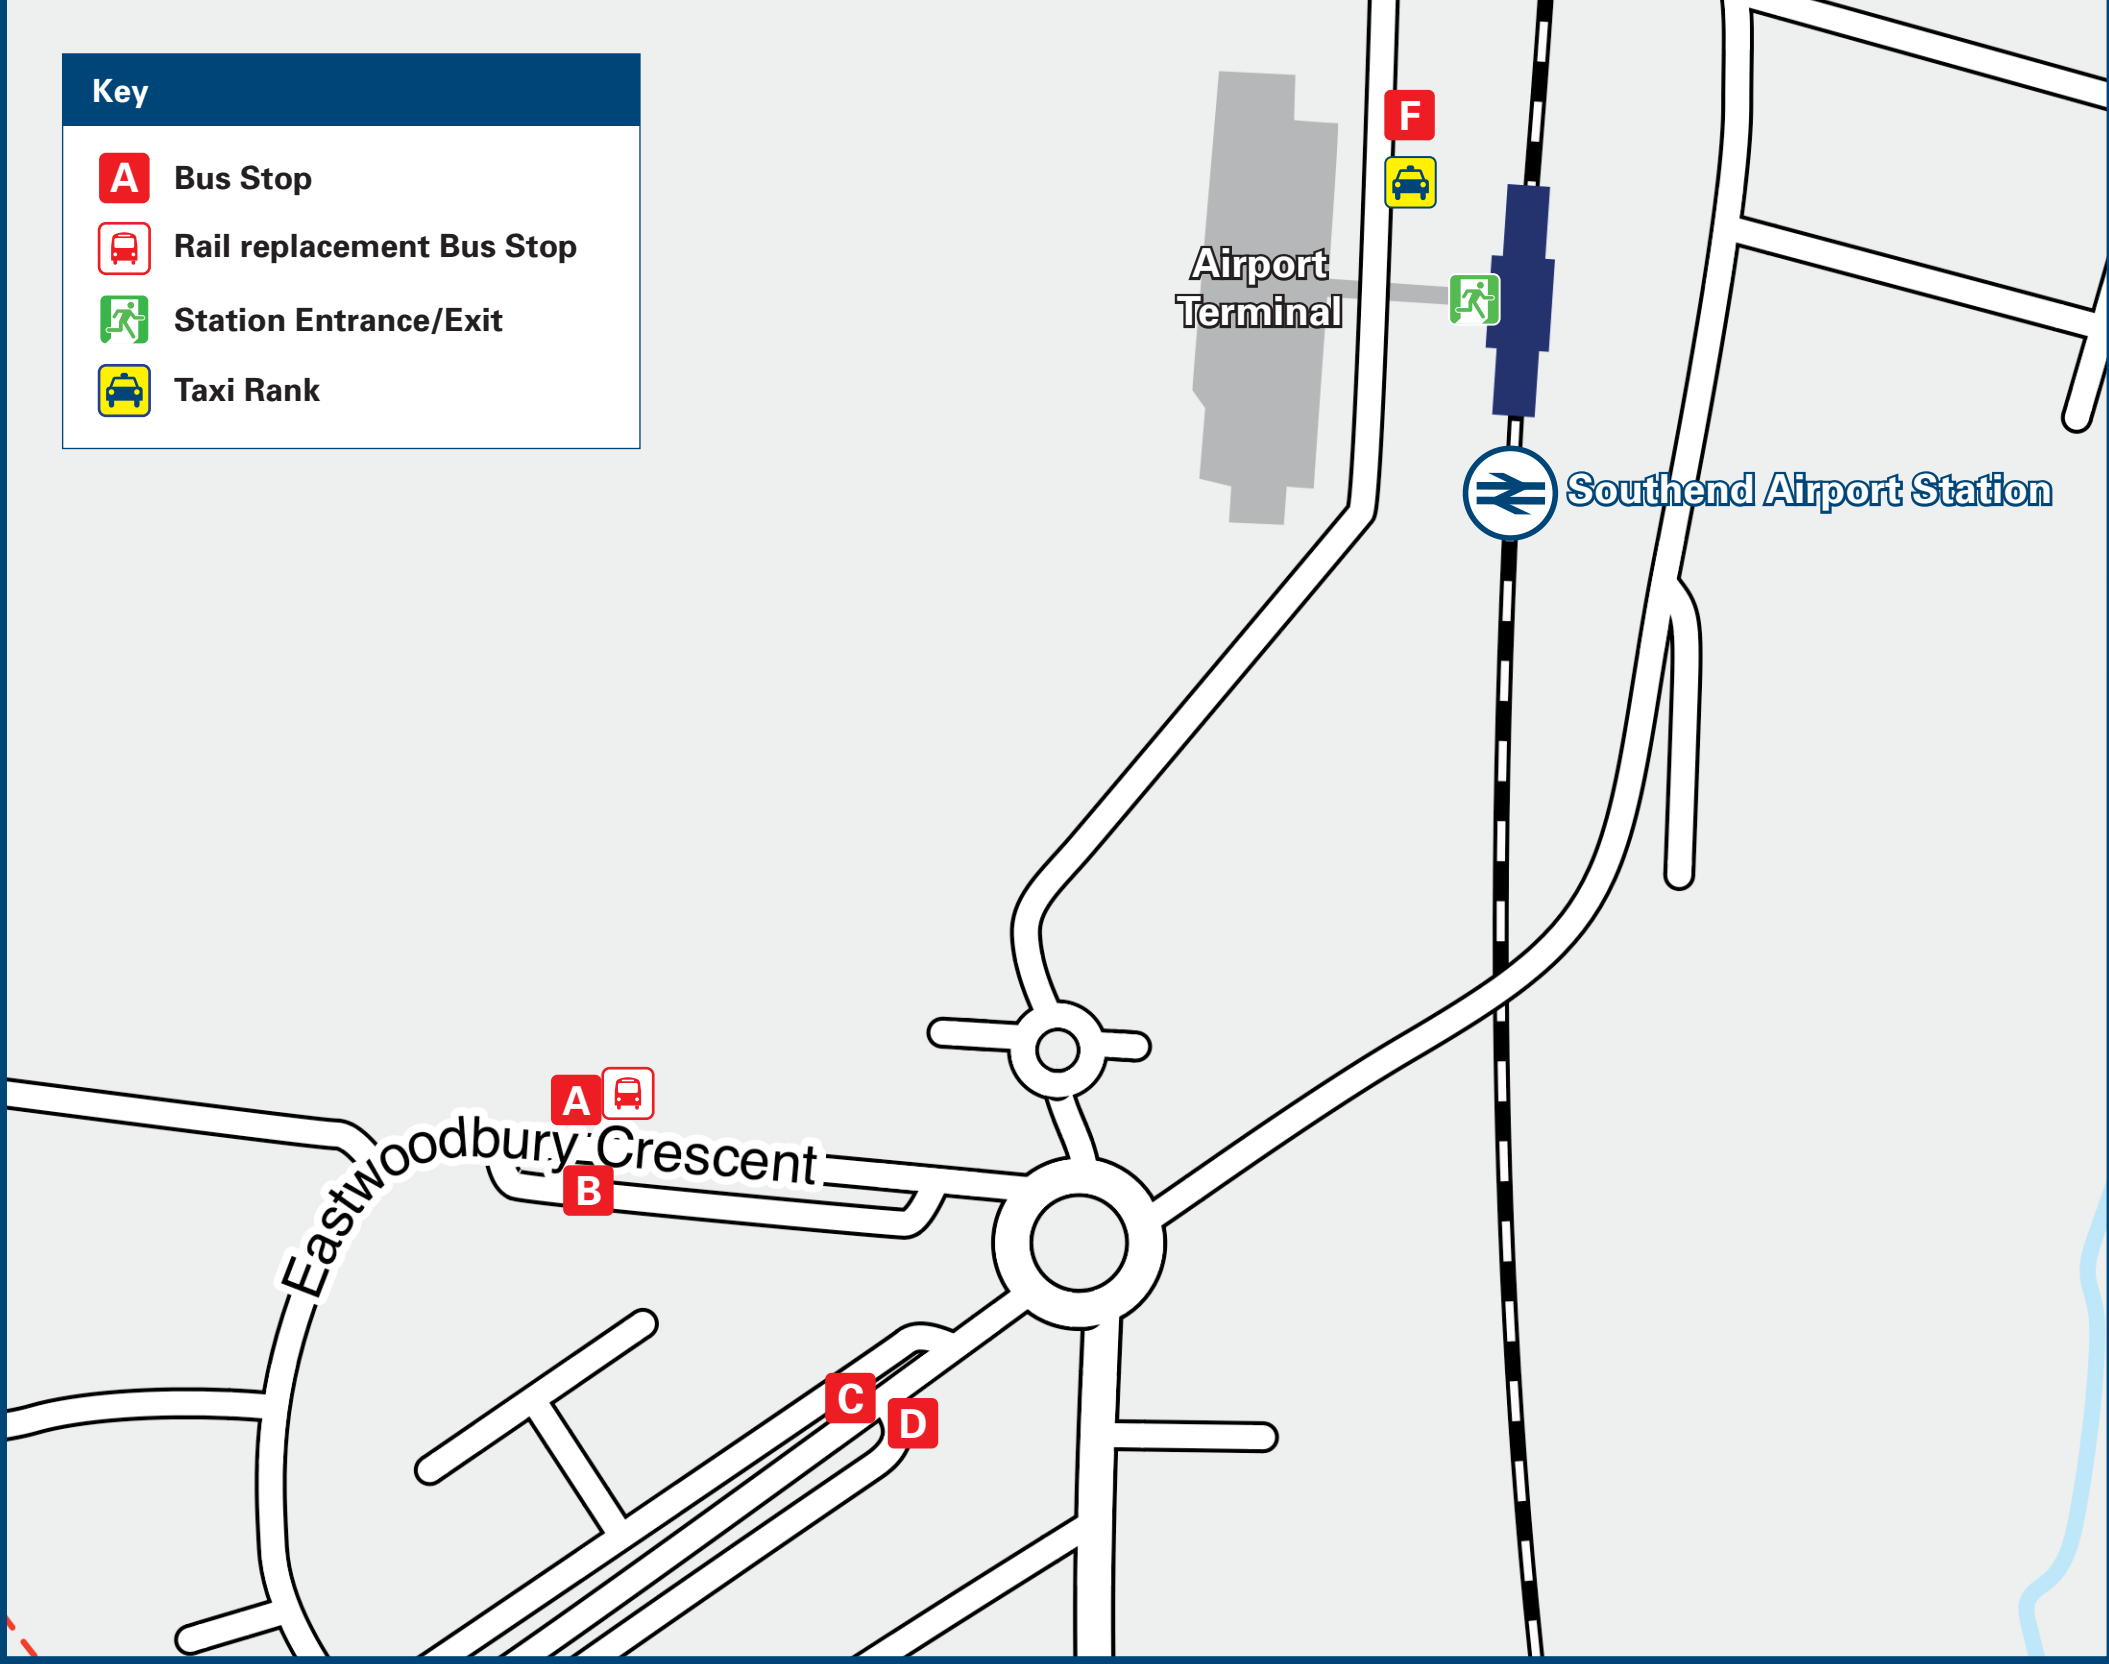 Key
A Bus Stop
Rail replacement Bus Stop
Station Entrance/Exit
Taxi Rank
F
Airport
Terminal
Southend Airport Station
A
Eastwoodbury Crescent
B
C
D